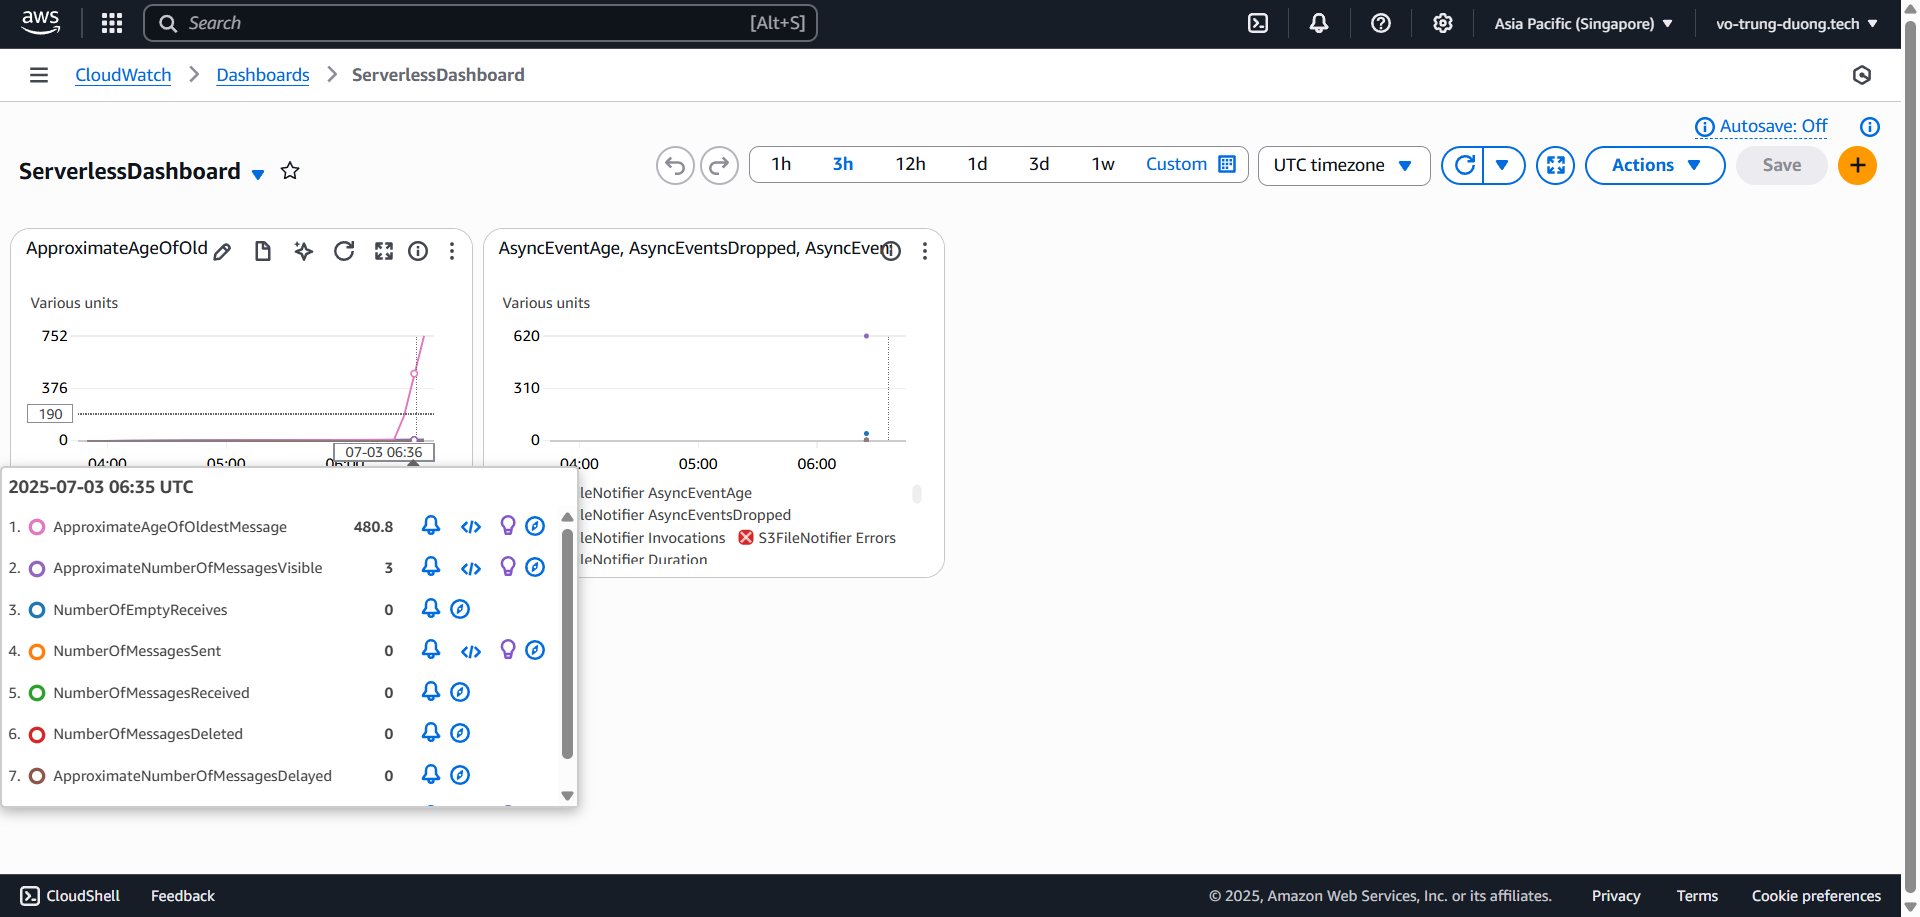 aws
Search [Alt+S]
Asia Pacific (Singapore)
vo-trung-duong.tech
CloudWatch
Dashboards
ServerlessDashboard
Autosave: Off
ServerlessDashboard
1h 3h 12h 1d 3d 1w Custom
UTC timezone
Actions
Save
ApproximateAgeOfOld
Various units
752
376
190
0
04:00 05:00
07-03 06:36
AsyncEventAge, AsyncEventsDropped, AsyncEven
Various units
620
310
0
04:00 05:00 06:00
leNotifier AsyncEventAge
leNotifier AsyncEventsDropped
leNotifier Invocations S3FileNotifier Errors
leNotifier Duration
2025-07-03 06:35 UTC
1. ApproximateAgeOfOldestMessage 480.8
2. ApproximateNumberOfMessagesVisible 3
3. NumberOfEmptyReceives 0
4. NumberOfMessagesSent 0
5. NumberOfMessagesReceived 0
6. NumberOfMessagesDeleted 0
7. ApproximateNumberOfMessagesDelayed 0
CloudShell
Feedback
© 2025, Amazon Web Services, Inc. or its affiliates.
Privacy
Terms
Cookie preferences